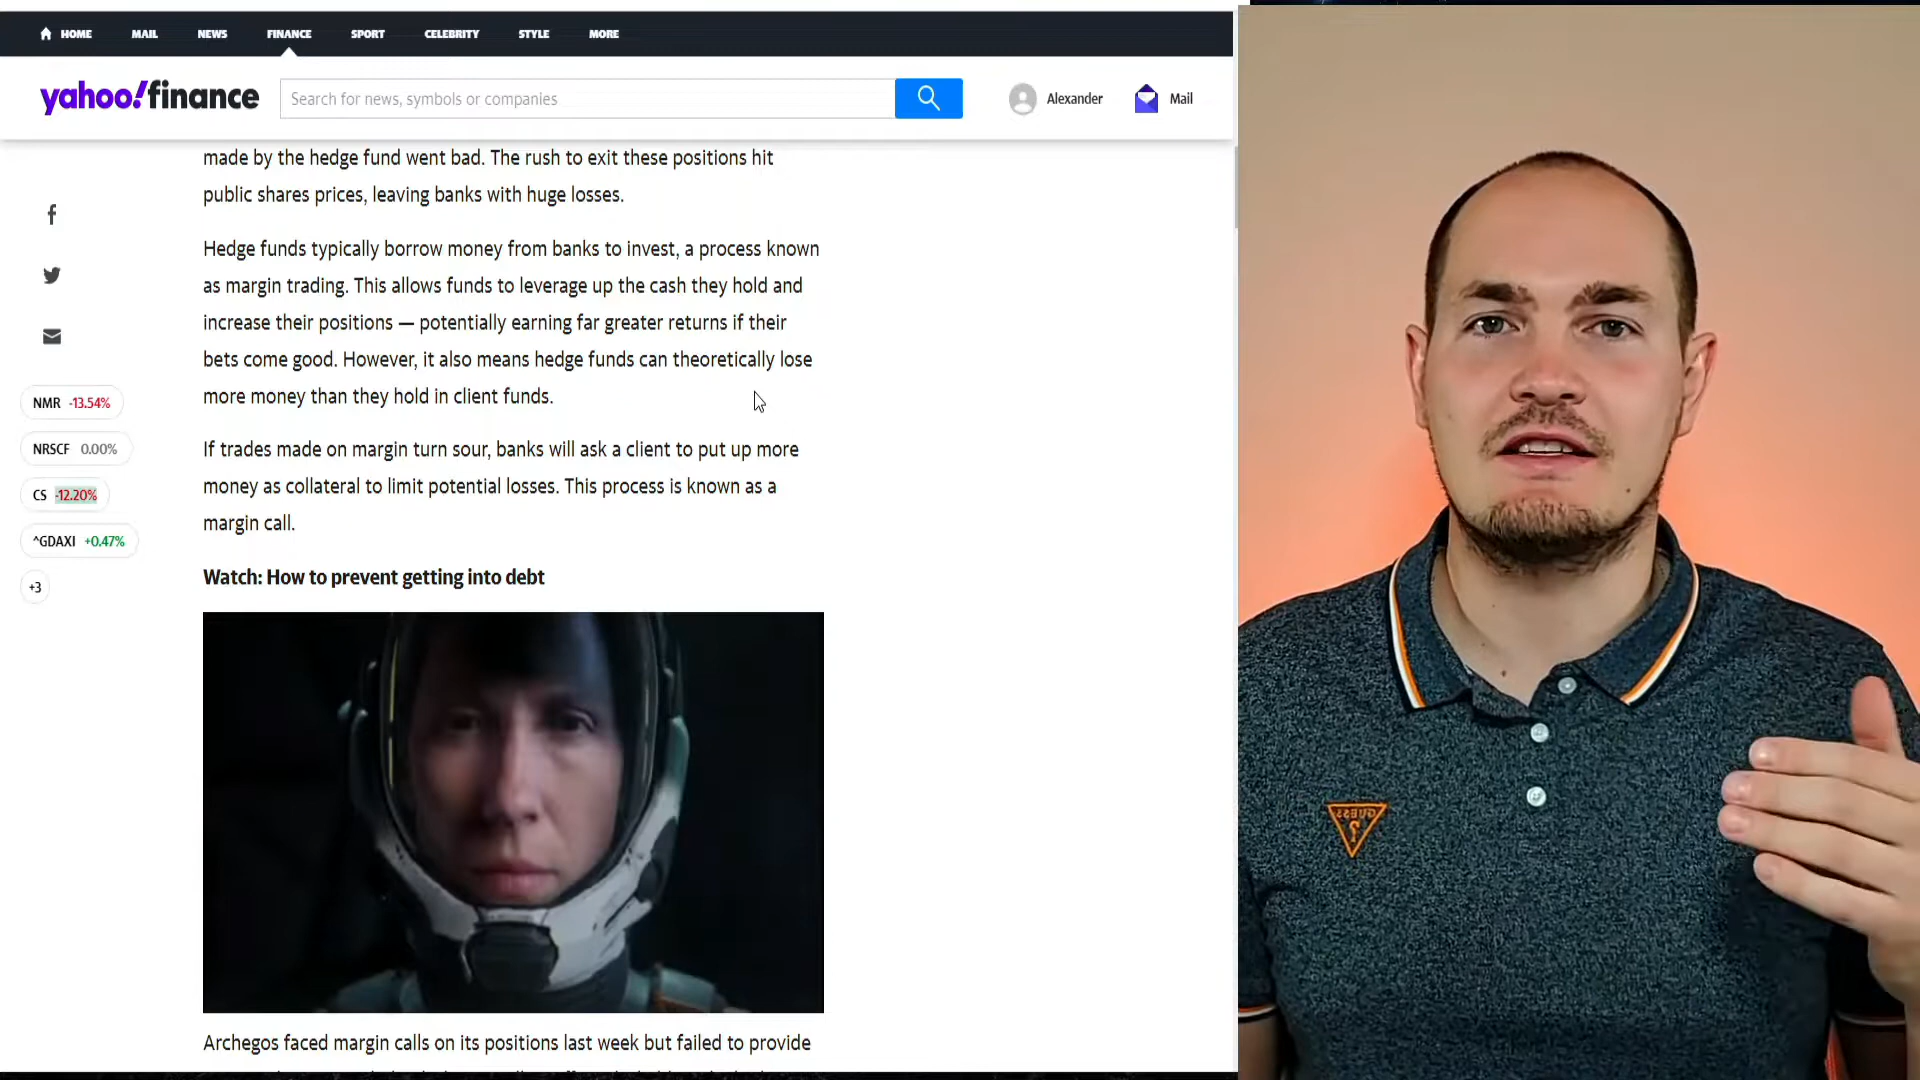 HOME MAIL NEWS FINANCE SPORT CELEBRITY STYLE MORE
yahoo!finance Search for news, symbols or companies Alexander Mail
made by the hedge fund went bad. The rush to exit these positions hit
public shares prices, leaving banks with huge losses.
Hedge funds typically borrow money from banks to invest, a process known
as margin trading. This allows funds to leverage up the cash they hold and
increase their positions — potentially earning far greater returns if their
bets come good. However, it also means hedge funds can theoretically lose
more money than they hold in client funds.
NMR -13.54%
NRSCF 0.00%
CS -12.20%
^GDAXI +0.47%
+3
If trades made on margin turn sour, banks will ask a client to put up more
money as collateral to limit potential losses. This process is known as a
margin call.
Watch: How to prevent getting into debt
Archegos faced margin calls on its positions last week but failed to provide
GUESS
?